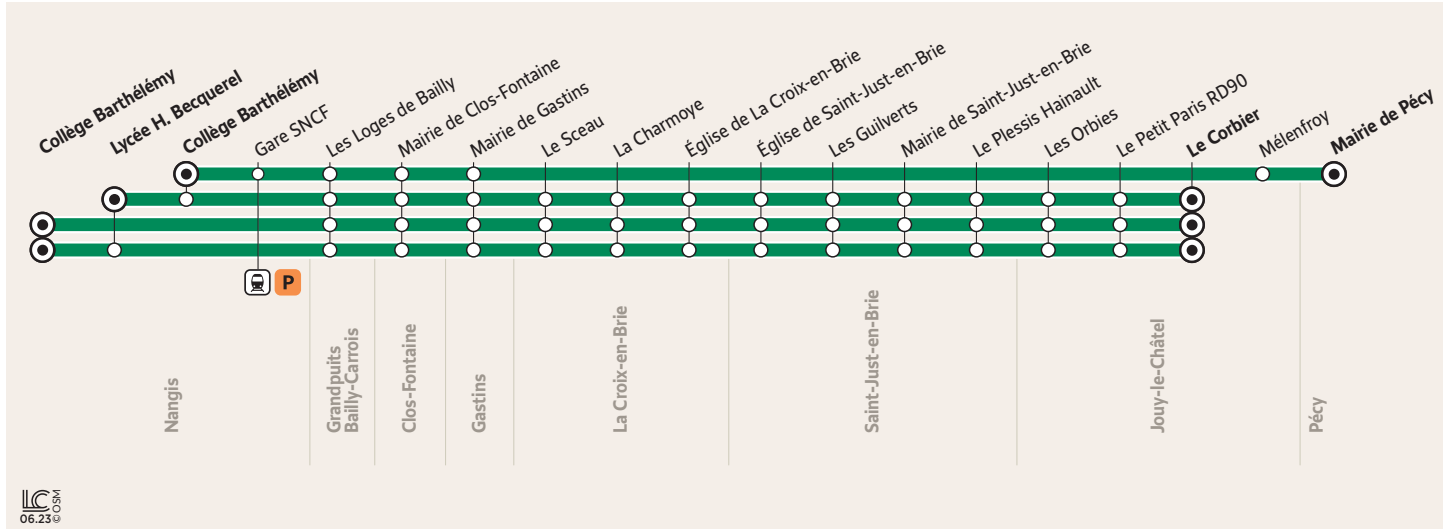 Collège Barthélémy
Lycée H. Becquerel
Collège Barthélémy
Gare SNCF
Les Loges de Bailly
Mairie de Clos-Fontaine
Mairie de Gastins
Le Sceau
La Charmoye
Église de La Croix-en-Brie
Église de Saint-Just-en-Brie
Les Guilverts
Mairie de Saint-Just-en-Brie
Le Plessis Hainault
Les Orbies
Le Petit Paris RD90
Le Corbier
Mélenfroy
Mairie de Pécy
P
Nangis
Grandpuits
Bailly-Carrois
Clos-Fontaine
Gastins
La Croix-en-Brie
Saint-Just-en-Brie
Jouy-le-Châtel
Pécy
LC
06.23 © OSM